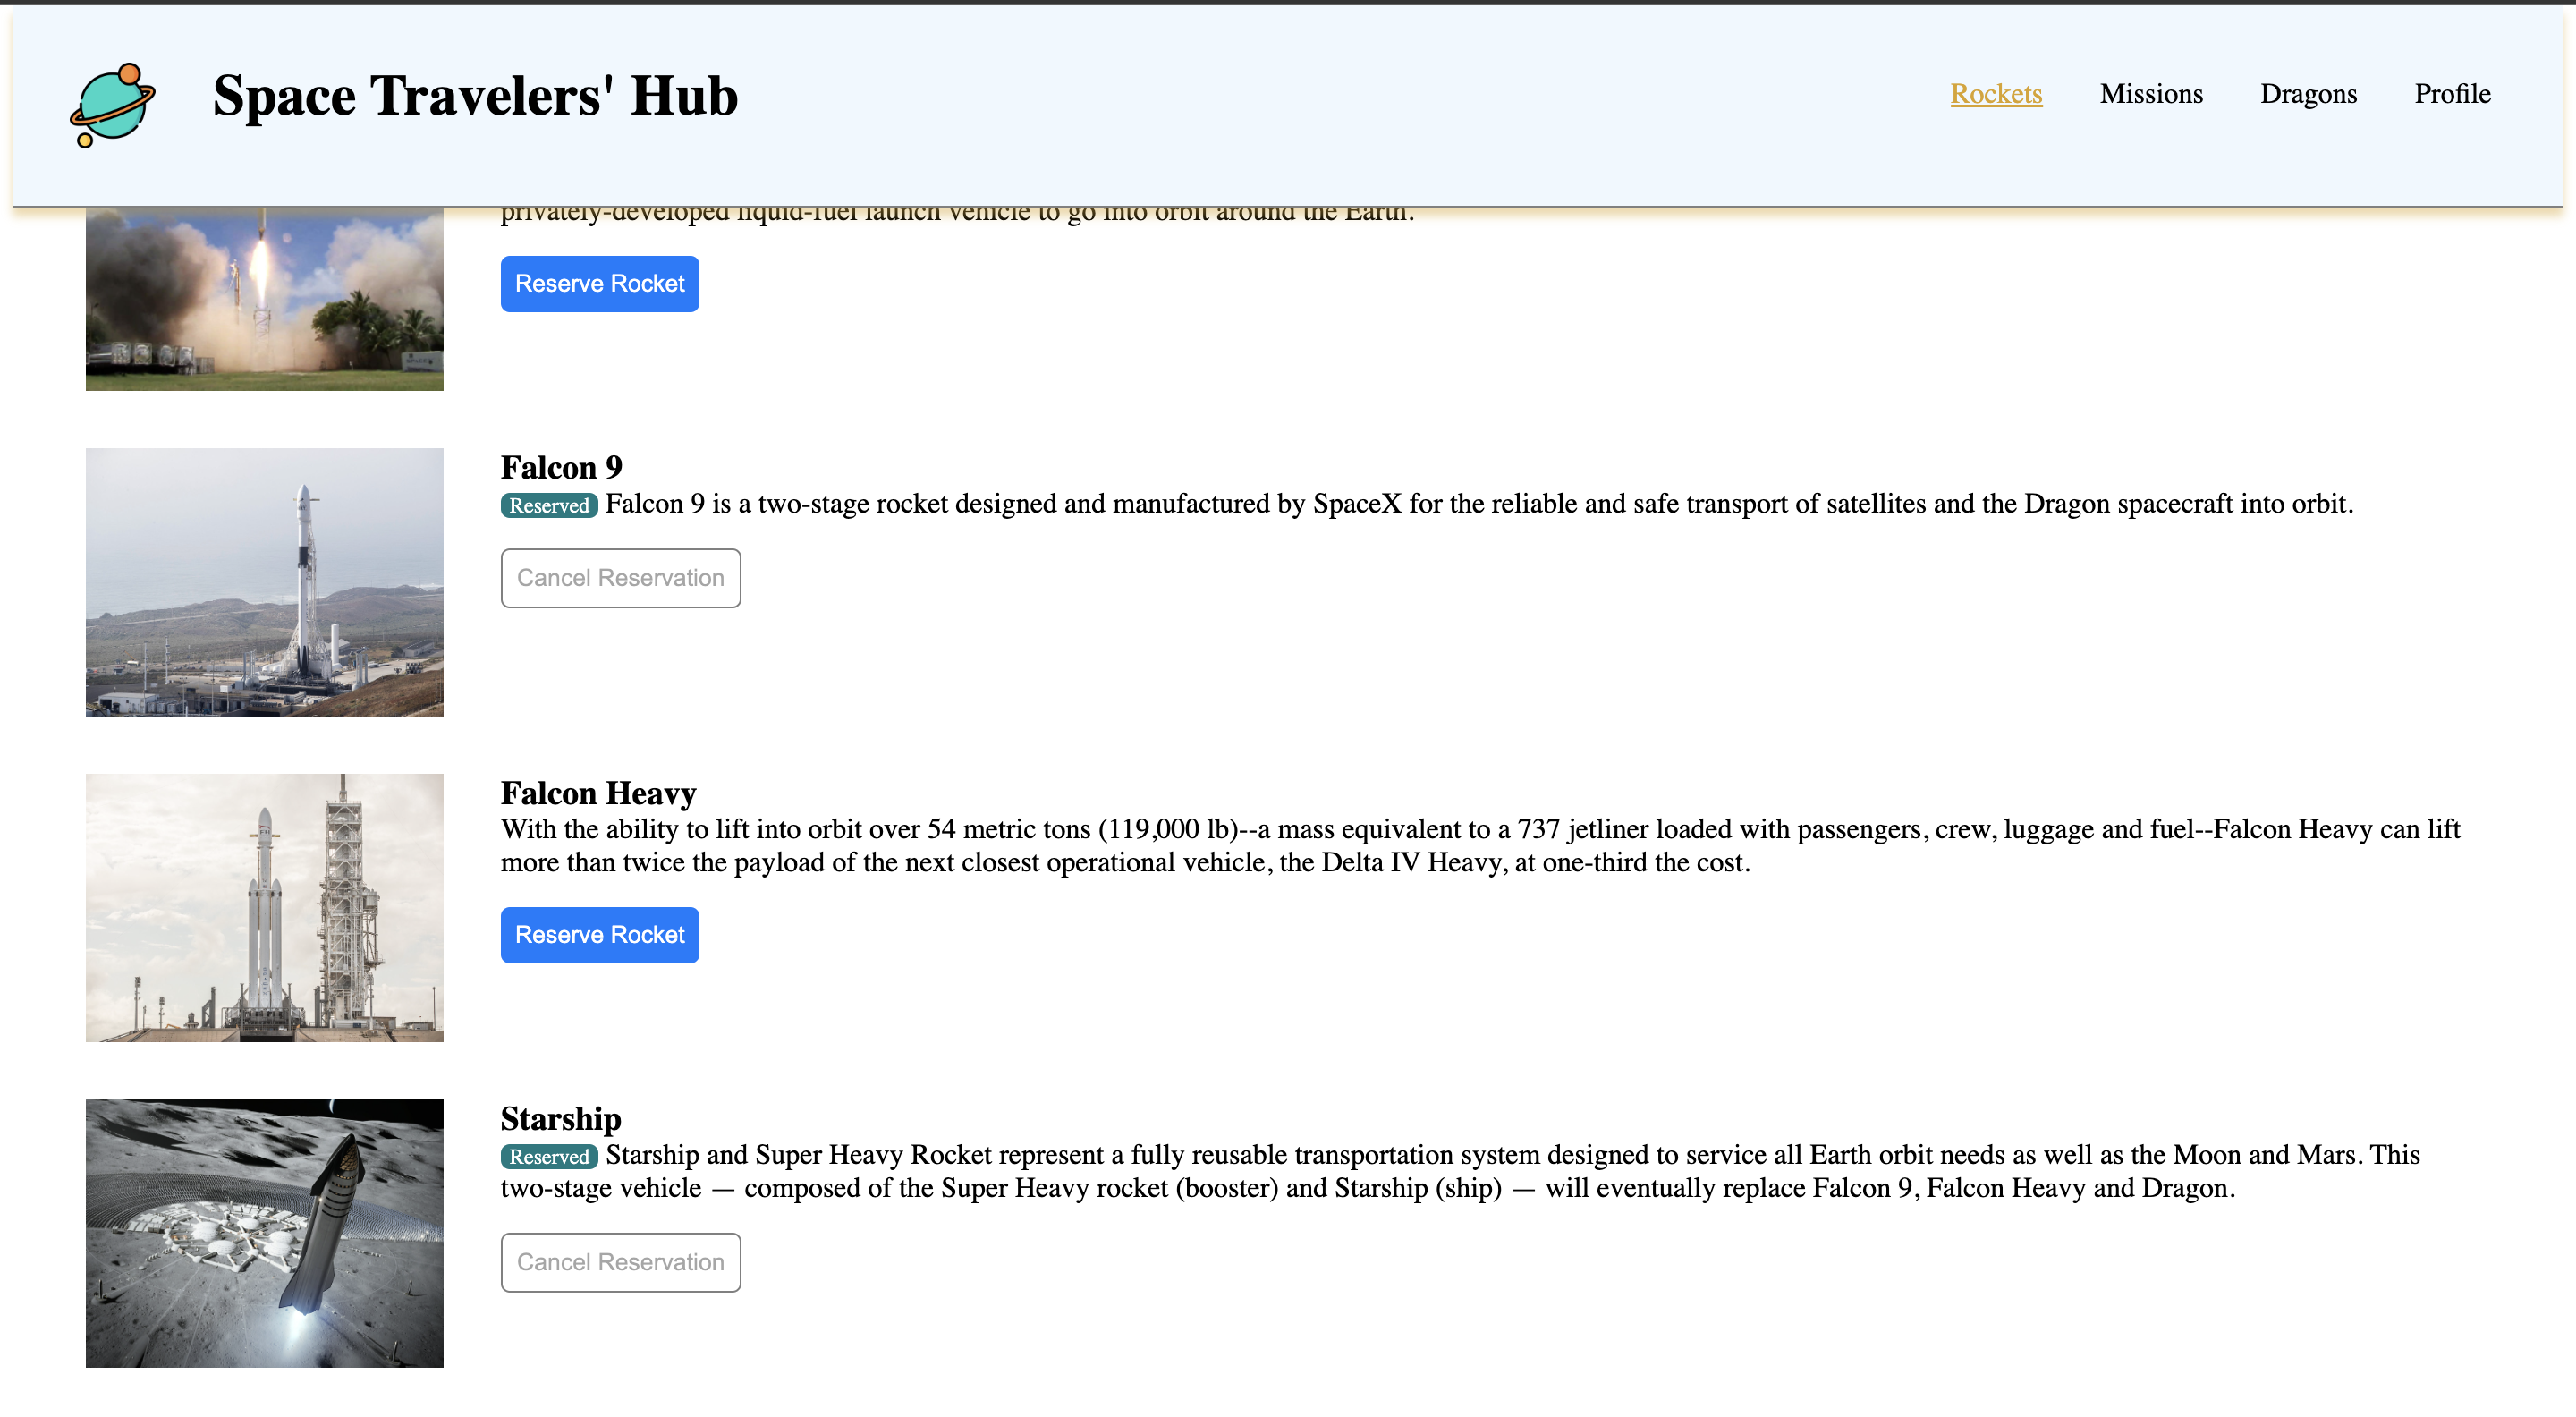 Space Travelers' Hub
Rockets Missions Dragons Profile
privately-developed liquid-fuel launch vehicle to go into orbit around the Earth.
Reserve Rocket
Falcon 9
Reserved Falcon 9 is a two-stage rocket designed and manufactured by SpaceX for the reliable and safe transport of satellites and the Dragon spacecraft into orbit.
Cancel Reservation
Falcon Heavy
With the ability to lift into orbit over 54 metric tons (119,000 lb)--a mass equivalent to a 737 jetliner loaded with passengers, crew, luggage and fuel--Falcon Heavy can lift
more than twice the payload of the next closest operational vehicle, the Delta IV Heavy, at one-third the cost.
Reserve Rocket
Starship
Reserved Starship and Super Heavy Rocket represent a fully reusable transportation system designed to service all Earth orbit needs as well as the Moon and Mars. This
two-stage vehicle — composed of the Super Heavy rocket (booster) and Starship (ship) — will eventually replace Falcon 9, Falcon Heavy and Dragon.
Cancel Reservation